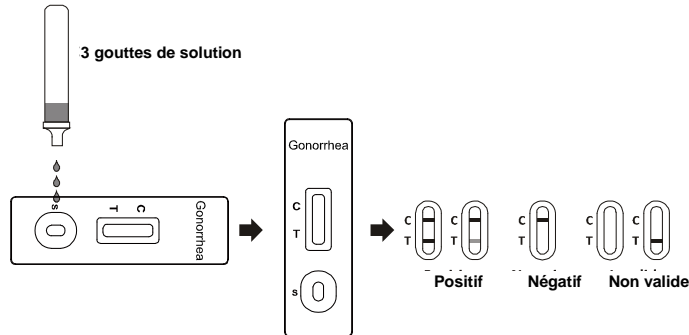 3 gouttes de solution
S
T C
Gonorrhea
Gonorrhea
C
T
S
C C C C C
T T T T T
Positif Négatif Non valide